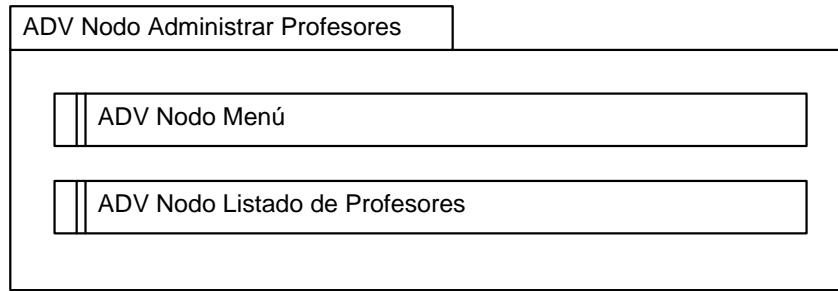 ADV Nodo Administrar Profesores
ADV Nodo Menú
ADV Nodo Listado de Profesores